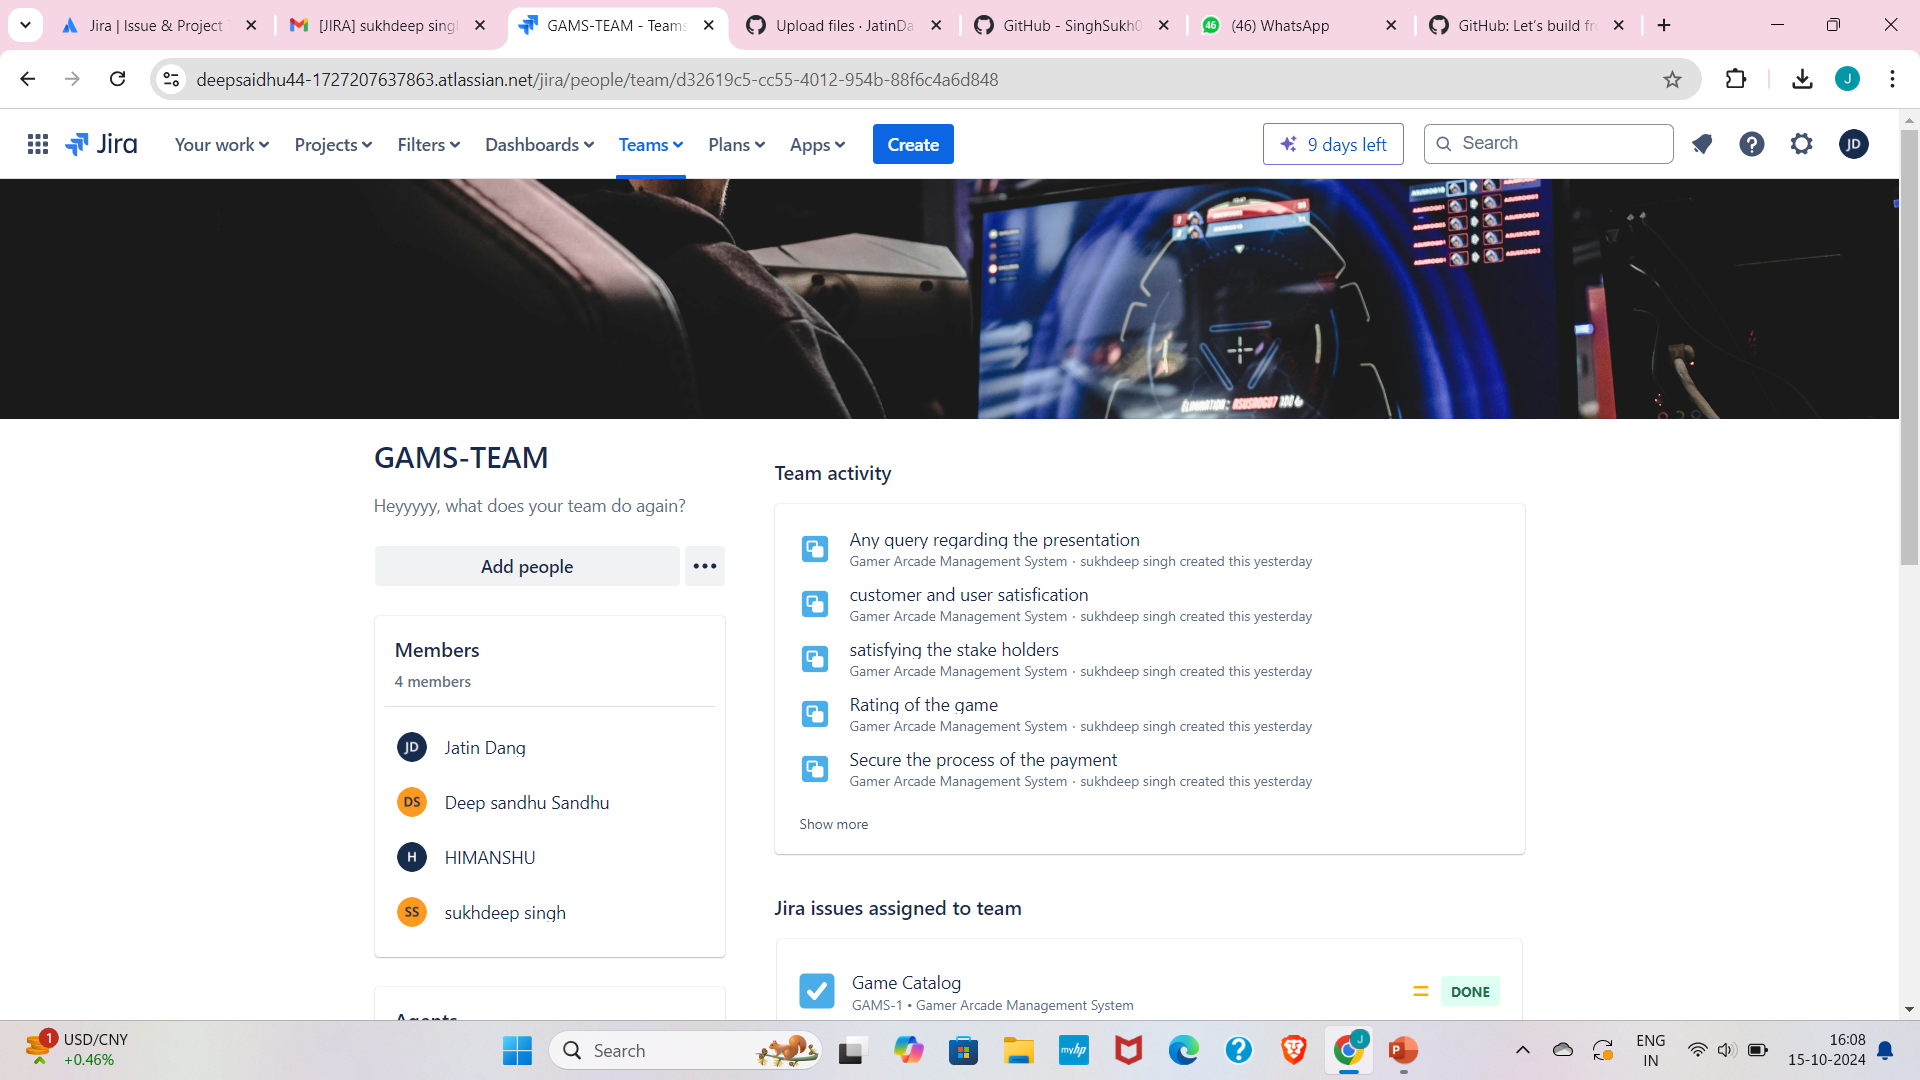 Jira | Issue & Project T
[JIRA] sukhdeep singh
GAMS-TEAM - Teams
Upload files · JatinDa
GitHub - SinghSukh0
46
(46) WhatsApp
GitHub: Let's build fro
deepsaidhu44-1727207637863.atlassian.net/jira/people/team/d32619c5-cc55-4012-954b-88f6c4a6d848
J
Jira
Your work
Projects
Filters
Dashboards
Teams
Plans
Apps
Create
9 days left
Search
JD
GAMS-TEAM
Heyyyyy, what does your team do again?
Add people
Members
4 members
JD Jatin Dang
DS Deep sandhu Sandhu
H HIMANSHU
SS sukhdeep singh
Agents
Team activity
Any query regarding the presentation
Gamer Arcade Management System · sukhdeep singh created this yesterday
customer and user satisfication
Gamer Arcade Management System · sukhdeep singh created this yesterday
satisfying the stake holders
Gamer Arcade Management System · sukhdeep singh created this yesterday
Rating of the game
Gamer Arcade Management System · sukhdeep singh created this yesterday
Secure the process of the payment
Gamer Arcade Management System · sukhdeep singh created this yesterday
Show more
Jira issues assigned to team
Game Catalog
GAMS-1 • Gamer Arcade Management System
DONE
1
USD/CNY
+0.46%
Search
myhp
J
P
ENG
IN
16:08
15-10-2024